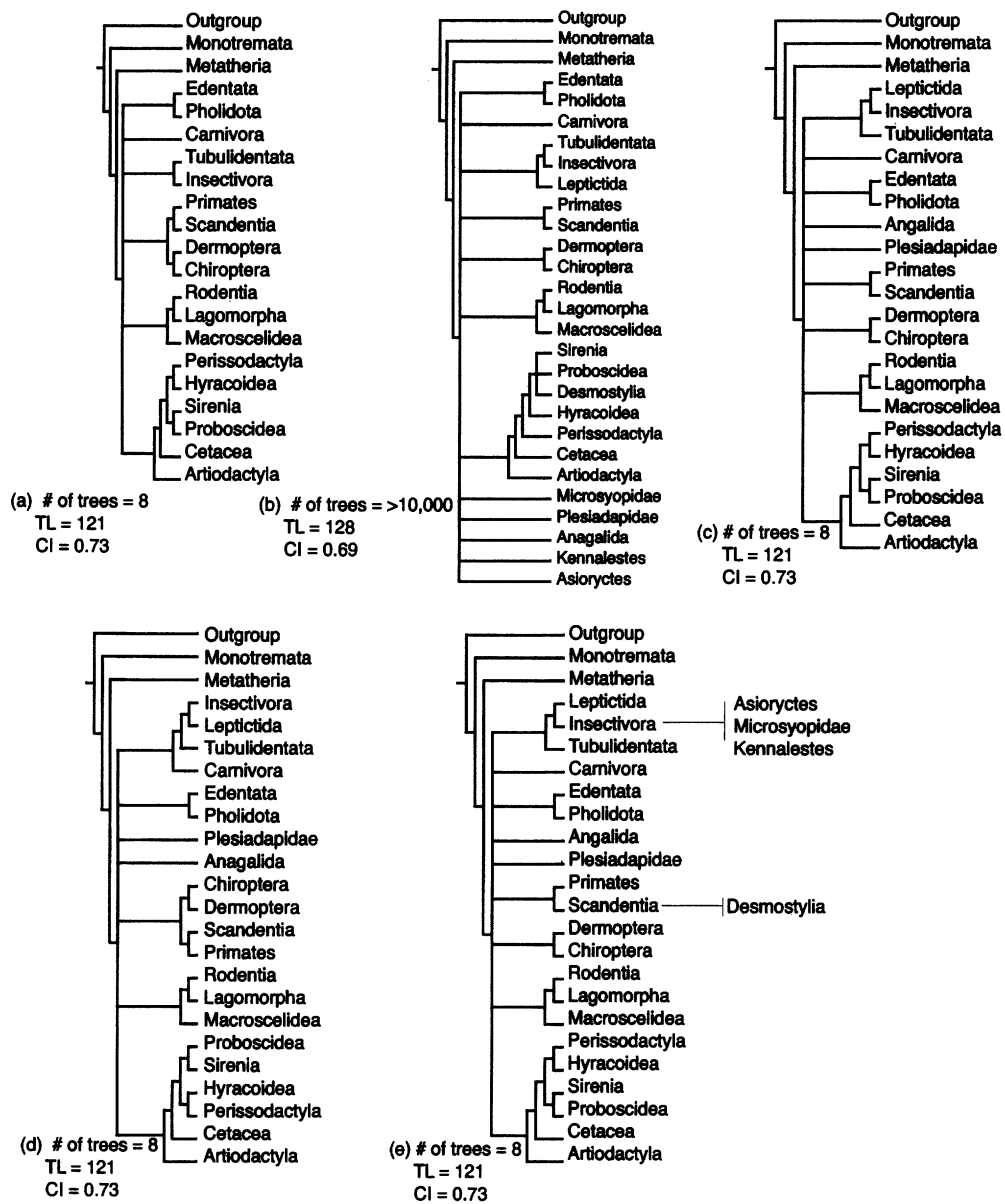 Outgroup
Monotremata
Metatheria
Edentata
Pholidota
Carnivora
Tubulidentata
Insectivora
Primates
Scandentia
Dermoptera
Chiroptera
Rodentia
Lagomorpha
Macroscelidea
Perissodactyla
Hyracoidea
Sirenia
Proboscidea
Cetacea
Artiodactyla
(a) # of trees = 8
TL = 121
CI = 0.73
Outgroup
Monotremata
Metatheria
Edentata
Pholidota
Carnivora
Tubulidentata
Insectivora
Leptictida
Primates
Scandentia
Dermoptera
Chiroptera
Rodentia
Lagomorpha
Macroscelidea
Sirenia
Proboscidea
Desmostylia
Hyracoidea
Perissodactyla
Cetacea
Artiodactyla
Microsyopidae
Plesiadapidae
Anagalida
Kennalestes
Asioryctes
(b) # of trees = >10,000
TL = 128
CI = 0.69
Outgroup
Monotremata
Metatheria
Leptictida
Insectivora
Tubulidentata
Carnivora
Edentata
Pholidota
Angalida
Plesiadapidae
Primates
Scandentia
Dermoptera
Chiroptera
Rodentia
Lagomorpha
Macroscelidea
Perissodactyla
Hyracoidea
Sirenia
Proboscidea
Cetacea
Artiodactyla
(c) # of trees = 8
TL = 121
CI = 0.73
Outgroup
Monotremata
Metatheria
Insectivora
Leptictida
Tubulidentata
Carnivora
Edentata
Pholidota
Plesiadapidae
Anagalida
Chiroptera
Dermoptera
Scandentia
Primates
Rodentia
Lagomorpha
Macroscelidea
Proboscidea
Sirenia
Hyracoidea
Perissodactyla
Cetacea
Artiodactyla
(d) # of trees = 8
TL = 121
CI = 0.73
Outgroup
Monotremata
Metatheria
Leptictida
Insectivora
Tubulidentata
Asioryctes
Microsyopidae
Kennalestes
Carnivora
Edentata
Pholidota
Angalida
Plesiadapidae
Primates
Scandentia
Desmostylia
Dermoptera
Chiroptera
Rodentia
Lagomorpha
Macroscelidea
Perissodactyla
Hyracoidea
Sirenia
Proboscidea
Cetacea
Artiodactyla
(e) # of trees = 8
TL = 121
CI = 0.73